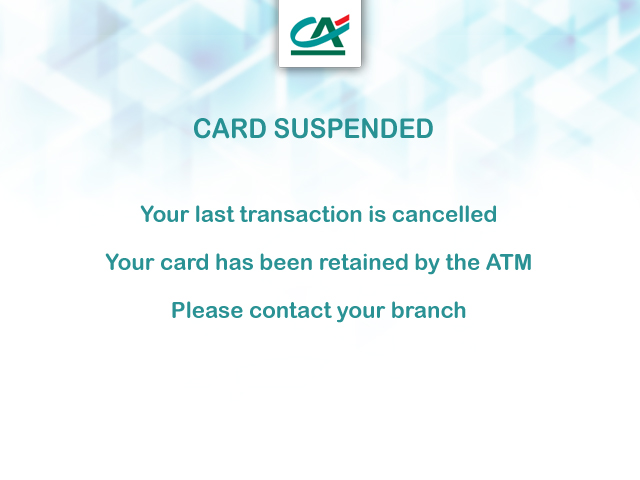 CARD SUSPENDED
Your last transaction is cancelled
Your card has been retained by the ATM
Please contact your branch